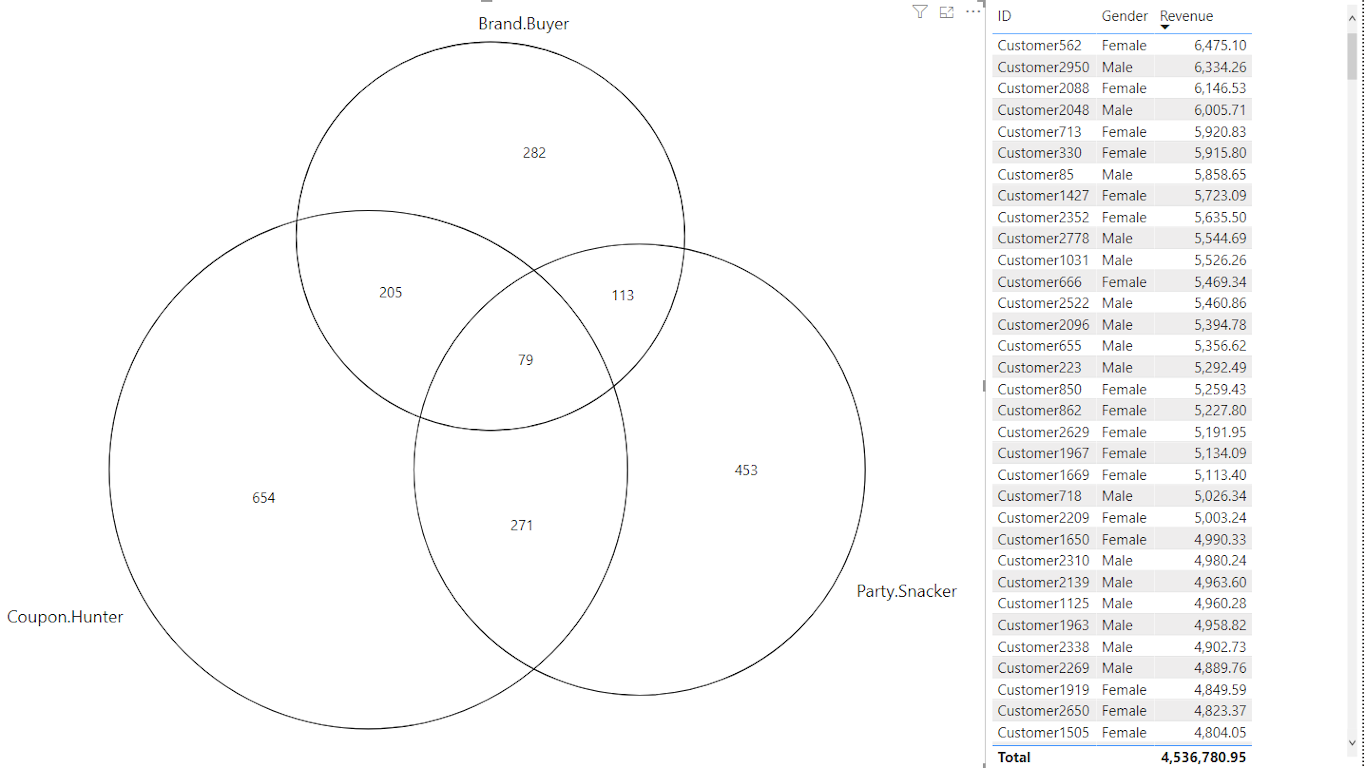 Brand.Buyer
282
205
113
79
654
453
271
Party.Snacker
Coupon.Hunter
ID Gender Revenue
Customer562 Female 6,475.10
Customer2950 Male 6,334.26
Customer2088 Female 6,146.53
Customer2048 Male 6,005.71
Customer713 Female 5,920.83
Customer330 Female 5,915.80
Customer85 Male 5,858.65
Customer1427 Female 5,723.09
Customer2352 Female 5,635.50
Customer2778 Male 5,544.69
Customer1031 Male 5,526.26
Customer666 Female 5,469.34
Customer2522 Male 5,460.86
Customer2096 Male 5,394.78
Customer655 Male 5,356.62
Customer223 Male 5,292.49
Customer850 Female 5,259.43
Customer862 Female 5,227.80
Customer2629 Female 5,191.95
Customer1967 Female 5,134.09
Customer1669 Female 5,113.40
Customer718 Male 5,026.34
Customer2209 Female 5,003.24
Customer1650 Female 4,990.33
Customer2310 Male 4,980.24
Customer2139 Male 4,963.60
Customer1125 Male 4,960.28
Customer1963 Male 4,958.82
Customer2338 Male 4,902.73
Customer2269 Male 4,889.76
Customer1919 Female 4,849.59
Customer2650 Female 4,823.37
Customer1505 Female 4,804.05
Total 4,536,780.95